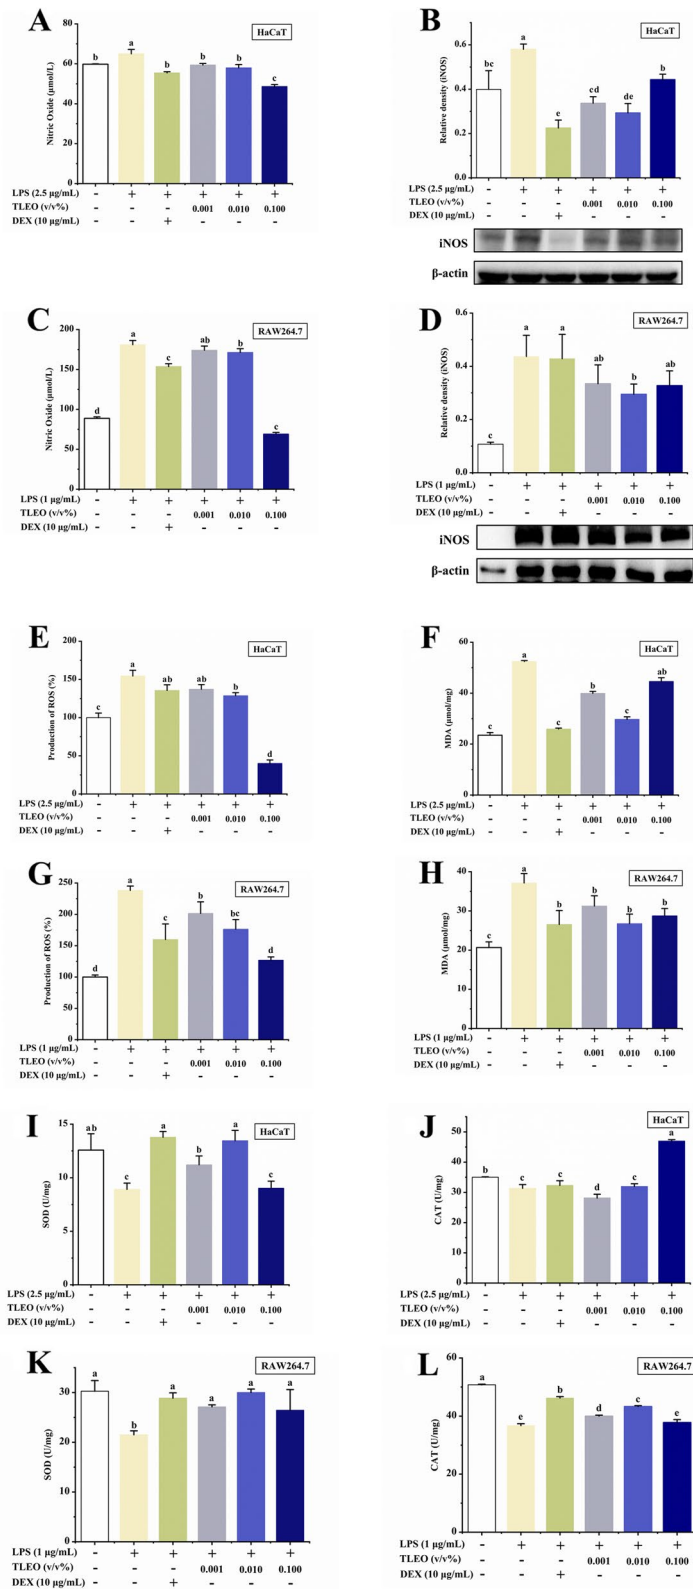 A
HaCaT
Nitric Oxide (μmol/L)
80
60
40
20
0
b
a
b
b
b
c
LPS (2.5 μg/mL) - + + + + +
TLEO (v/v%) - - - 0.001 0.010 0.100
DEX (10 μg/mL) - - + - - -
B
HaCaT
Relative density (iNOS)
0.6
0.4
0.2
0.0
bc
a
e
cd
de
b
LPS (2.5 μg/mL) - + + + + +
TLEO (v/v%) - - - 0.001 0.010 0.100
DEX (10 μg/mL) - - + - - -
iNOS
β-actin
C
RAW264.7
Nitric Oxide (μmol/L)
200
175
150
125
100
75
50
25
0
d
a
c
ab
b
c
LPS (1 μg/mL) - + + + + +
TLEO (v/v%) - - - 0.001 0.010 0.100
DEX (10 μg/mL) - - + - - -
D
RAW264.7
Relative density (iNOS)
0.6
0.4
0.2
0.0
c
a
a
ab
b
ab
LPS (1 μg/mL) - + + + + +
TLEO (v/v%) - - - 0.001 0.010 0.100
DEX (10 μg/mL) - - + - - -
iNOS
β-actin
E
HaCaT
Production of ROS (%)
200
150
100
50
0
c
a
ab
ab
b
d
LPS (2.5 μg/mL) - + + + + +
TLEO (v/v%) - - - 0.001 0.010 0.100
DEX (10 μg/mL) - - + - - -
F
HaCaT
MDA (μmol/mg)
60
40
20
0
c
a
c
b
c
ab
LPS (2.5 μg/mL) - + + + + +
TLEO (v/v%) - - - 0.001 0.010 0.100
DEX (10 μg/mL) - - + - - -
G
RAW264.7
Production of ROS (%)
250
200
150
100
50
0
d
a
c
b
bc
d
LPS (1 μg/mL) - + + + + +
TLEO (v/v%) - - - 0.001 0.010 0.100
DEX (10 μg/mL) - - + - - -
H
RAW264.7
MDA (μmol/mg)
40
30
20
10
0
c
a
b
b
b
b
LPS (1 μg/mL) - + + + + +
TLEO (v/v%) - - - 0.001 0.010 0.100
DEX (10 μg/mL) - - + - - -
I
HaCaT
SOD (U/mg)
15
10
5
0
ab
c
a
b
a
c
LPS (2.5 μg/mL) - + + + + +
TLEO (v/v%) - - - 0.001 0.010 0.100
DEX (10 μg/mL) - - + - - -
J
HaCaT
CAT (U/mg)
50
40
30
20
10
0
b
c
c
d
c
a
LPS (2.5 μg/mL) - + + + + +
TLEO (v/v%) - - - 0.001 0.010 0.100
DEX (10 μg/mL) - - + - - -
K
RAW264.7
SOD (U/mg)
30
20
10
0
a
b
a
a
a
a
LPS (1 μg/mL) - + + + + +
TLEO (v/v%) - - - 0.001 0.010 0.100
DEX (10 μg/mL) - - + - - -
L
RAW264.7
CAT (U/mg)
60
40
20
0
a
e
b
d
c
e
LPS (1 μg/mL) - + + + + +
TLEO (v/v%) - - - 0.001 0.010 0.100
DEX (10 μg/mL) - - + - - -